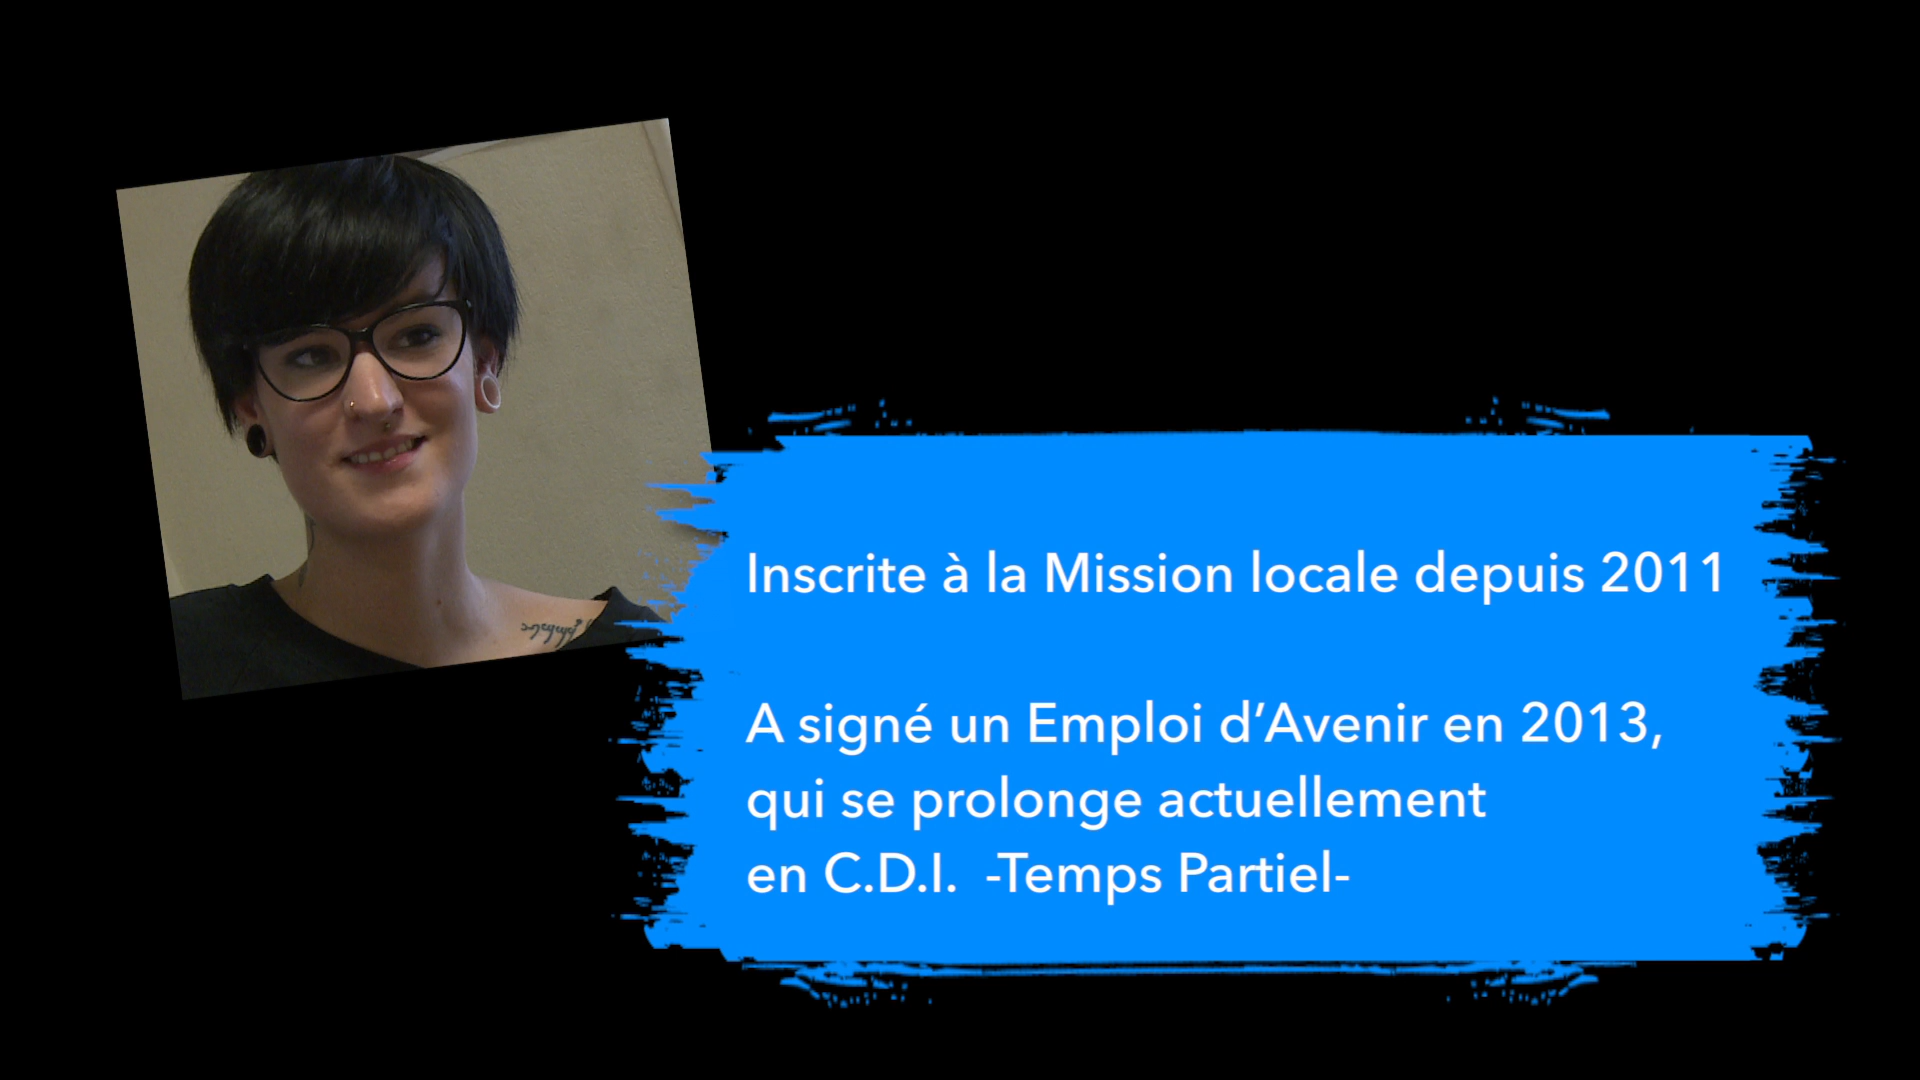 Inscrite à la Mission locale depuis 2011
A signé un Emploi d’Avenir en 2013,
qui se prolonge actuellement
en C.D.I.  -Temps Partiel-